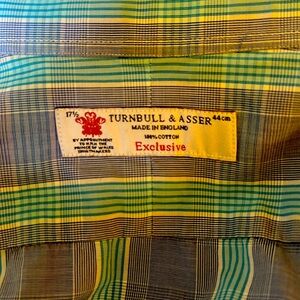 17½ TURNBULL & ASSER 44cm
MADE IN ENGLAND
100% COTTON
Exclusive
BY APPOINTMENT
TO H.R.H. THE
PRINCE OF WALES
SHIRTMAKERS